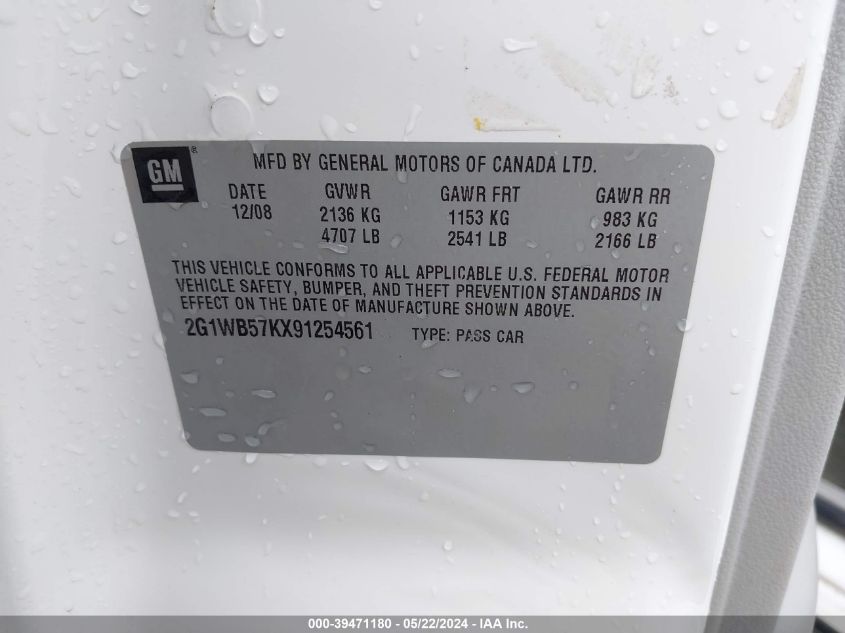 GM ®
MFD BY GENERAL MOTORS OF CANADA LTD.
DATE GVWR GAWR FRT GAWR RR
12/08 2136 KG 1153 KG 983 KG
4707 LB 2541 LB 2166 LB
THIS VEHICLE CONFORMS TO ALL APPLICABLE U.S. FEDERAL MOTOR
VEHICLE SAFETY, BUMPER, AND THEFT PREVENTION STANDARDS IN
EFFECT ON THE DATE OF MANUFACTURE SHOWN ABOVE.
2G1WB57KX91254561 TYPE: PASS CAR
000-39471180 - 05/22/2024 - IAA Inc.